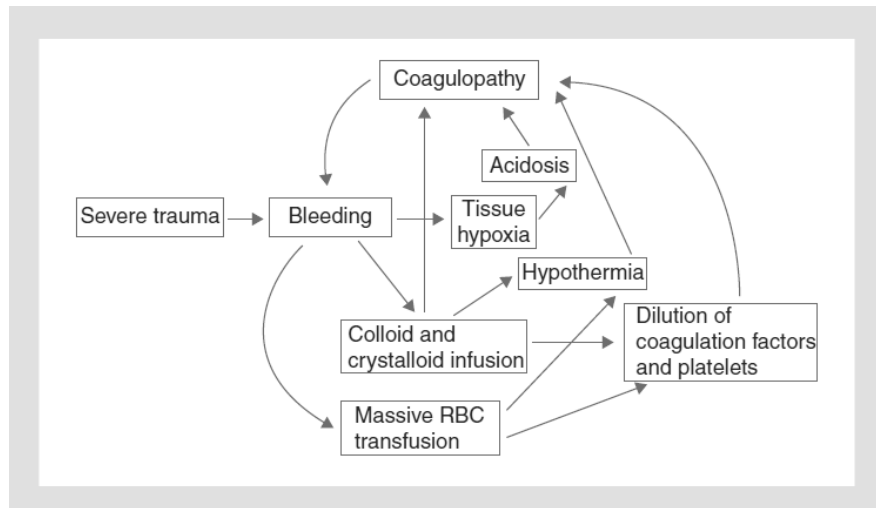 Coagulopathy
Acidosis
Severe trauma
Bleeding
Tissue
hypoxia
Hypothermia
Colloid and
crystalloid infusion
Dilution of
coagulation factors
and platelets
Massive RBC
transfusion